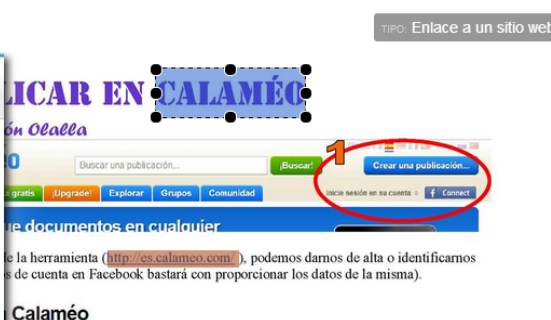 TIPO: Enlace a un sitio web
LICAR EN CALAMÉO
ón Olalla
1
Buscar una publicación...
¡Buscar!
Crear una publicación...
gratis
¡Upgrade!
Explorar
Grupos
Comunidad
Inicie sesión en su cuenta o
f Connect
que documentos en cualquier
de la herramienta (http://es.calameo.com/ ), podemos darnos de alta o identificarnos
s de cuenta en Facebook bastará con proporcionar los datos de la misma).
Calaméo